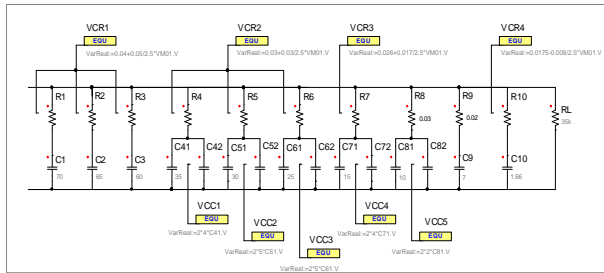 VCR1 VCR2 VCR3 VCR4
EQU EQU EQU EQU
VarReal:=0.04+0.05/2.5*VM01.V VarReal:=0.03+0.03/2.5*VM01.V VarReal:=0.026+0.017/2.5*VM01.V VarReal:=0.0175-0.008/2.5*VM01.V
R1 R2 R3 R4 R5 R6 R7 R8 R9 R10 RL
0.03 0.02 35k
C41 C42 C51 C52 C61 C62 C71 C72 C81 C82
C1 C2 C3 C9 C10
70 65 60 35 30 25 15 10 7 1.66
VCC1 VCC4
EQU EQU
VarReal:=2*4*C41.V VarReal:=2*4*C71.V
VCC2 VCC5
EQU EQU
VarReal:=2*5*C51.V VarReal:=2*2*C81.V
VCC3
EQU
VarReal:=2*5*C61.V